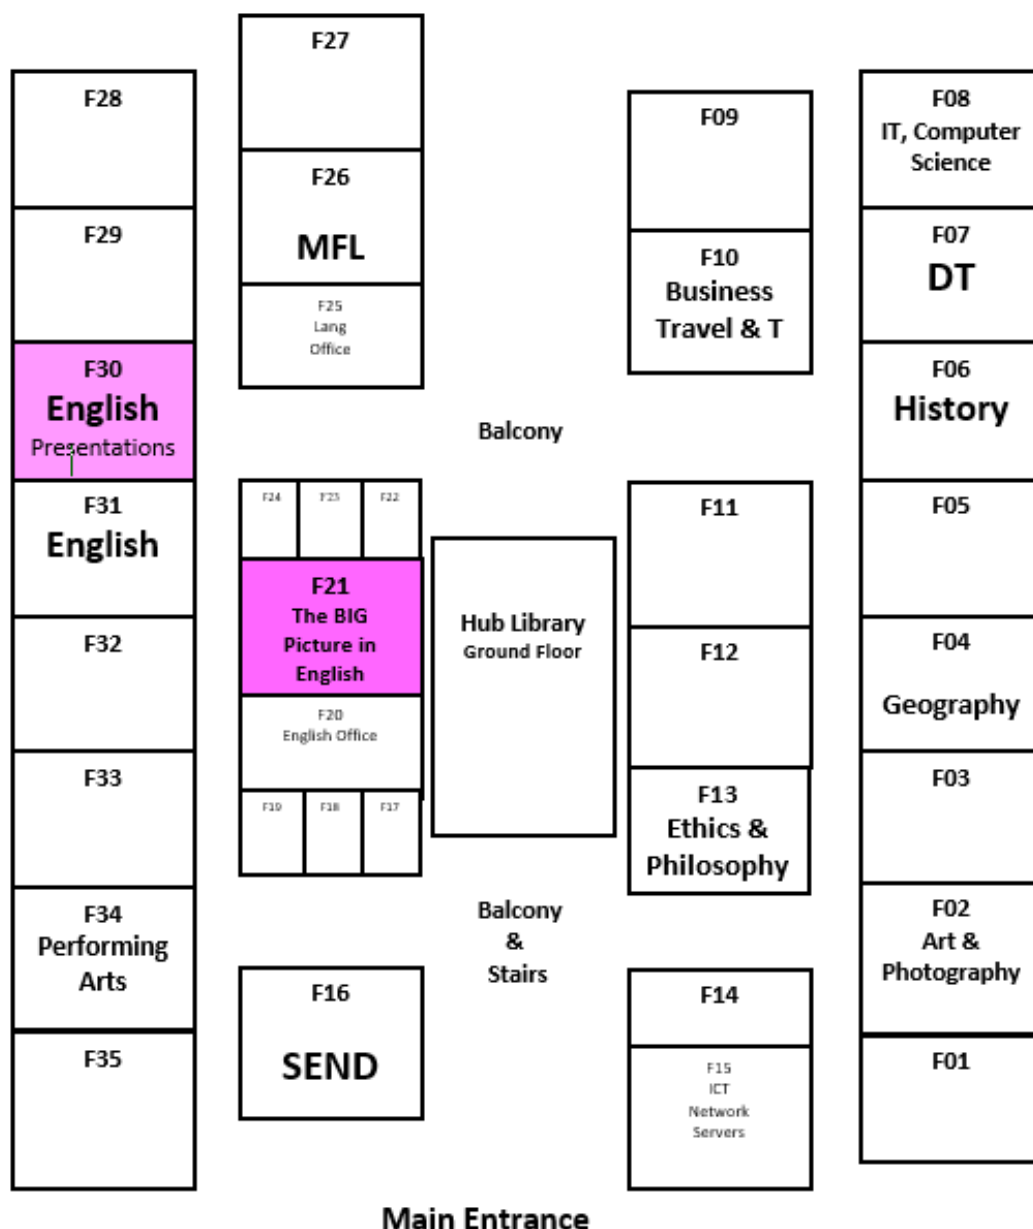 F27
F28
F29
F30
English
Presentations
F31
English
F32
F33
F34
Performing
Arts
F35
F26
MFL
F25
Lang
Office
F24
F23
F22
F21
The BIG
Picture in
English
F20
English Office
F19
F18
F17
F16
SEND
Balcony
Hub Library
Ground Floor
Balcony
&
Stairs
F09
F10
Business
Travel & T
F11
F12
F13
Ethics &
Philosophy
F14
F15
ICT
Network
Servers
F08
IT, Computer
Science
F07
DT
F06
History
F05
F04
Geography
F03
F02
Art &
Photography
F01
Main Entrance